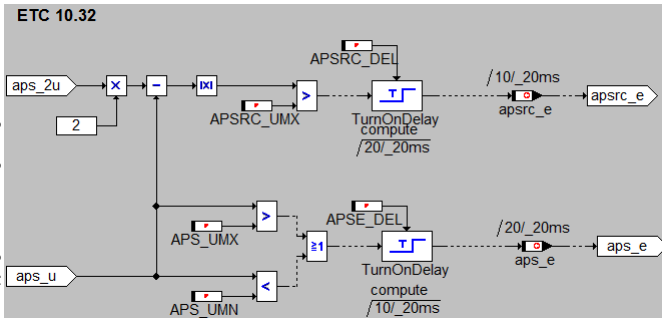 ETC 10.32
APSRC_DEL
aps_2u
×
−
|X|
>
T
/10/_20ms
apsrc_e
2
APSRC_UMX
TurnOnDelay
apsrc_e
compute
/20/_20ms
>
APS_UMX
APSE_DEL
≥1
T
/20/_20ms
aps_e
aps_u
<
TurnOnDelay
aps_e
APS_UMN
compute
/10/_20ms